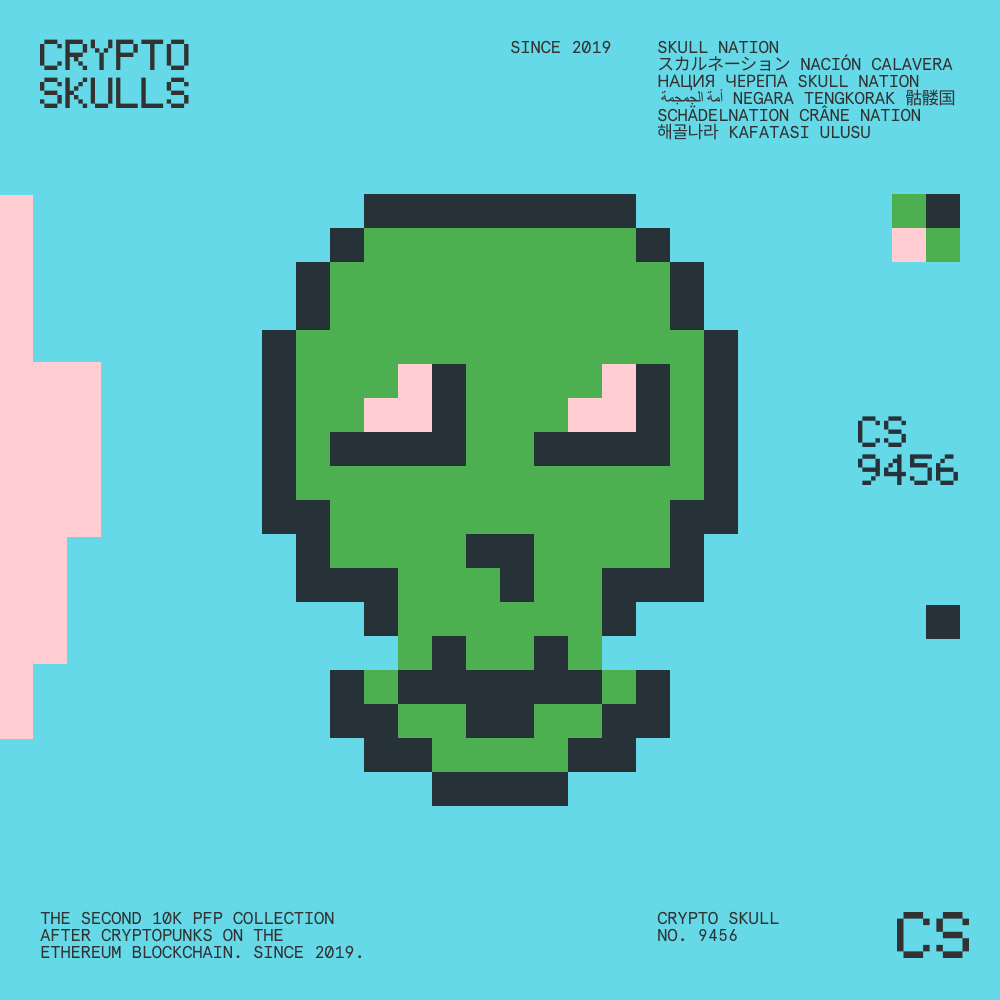 CRYPTO
SKULLS
SINCE 2019
SKULL NATION
スカルネーション NACIÓN CALAVERA
НАЦИЯ ЧЕРЕПА SKULL NATION
أمة الجمجمة NEGARA TENGKORAK 骷髅国
SCHÄDELNATION CRÂNE NATION
해골나라 KAFATASI ULUSU
CS
9456
THE SECOND 10K PFP COLLECTION
AFTER CRYPTOPUNKS ON THE
ETHEREUM BLOCKCHAIN. SINCE 2019.
CRYPTO SKULL
NO. 9456
CS